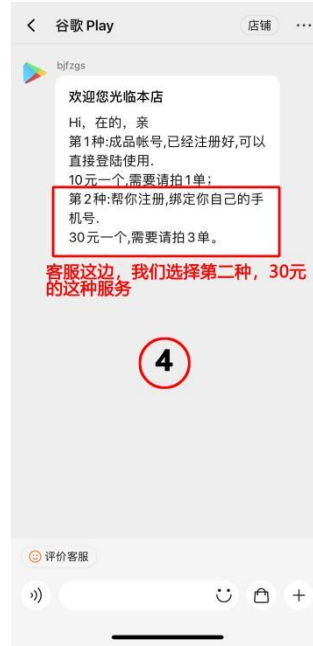 谷歌 Play
店铺
bjfzgs
欢迎您光临本店
Hi，在的，亲
第1种:成品帐号,已经注册好,可以
直接登陆使用.
10元一个,需要请拍1单；
第2种:帮你注册,绑定你自己的手
机号.
30元一个,需要请拍3单。
客服这边，我们选择第二种，30元
的这种服务
4
评价客服